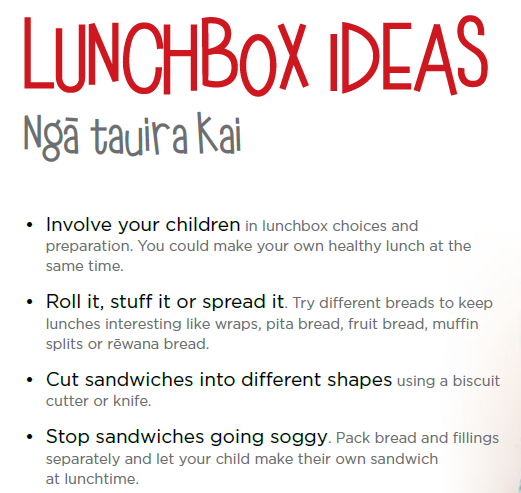 LUNCHBOX IDEAS
Ngā tauira Kai
• Involve your children in lunchbox choices and
preparation. You could make your own healthy lunch at the
same time.
• Roll it, stuff it or spread it. Try different breads to keep
lunches interesting like wraps, pita bread, fruit bread, muffin
splits or rēwana bread.
• Cut sandwiches into different shapes using a biscuit
cutter or knife.
• Stop sandwiches going soggy. Pack bread and fillings
separately and let your child make their own sandwich
at lunchtime.